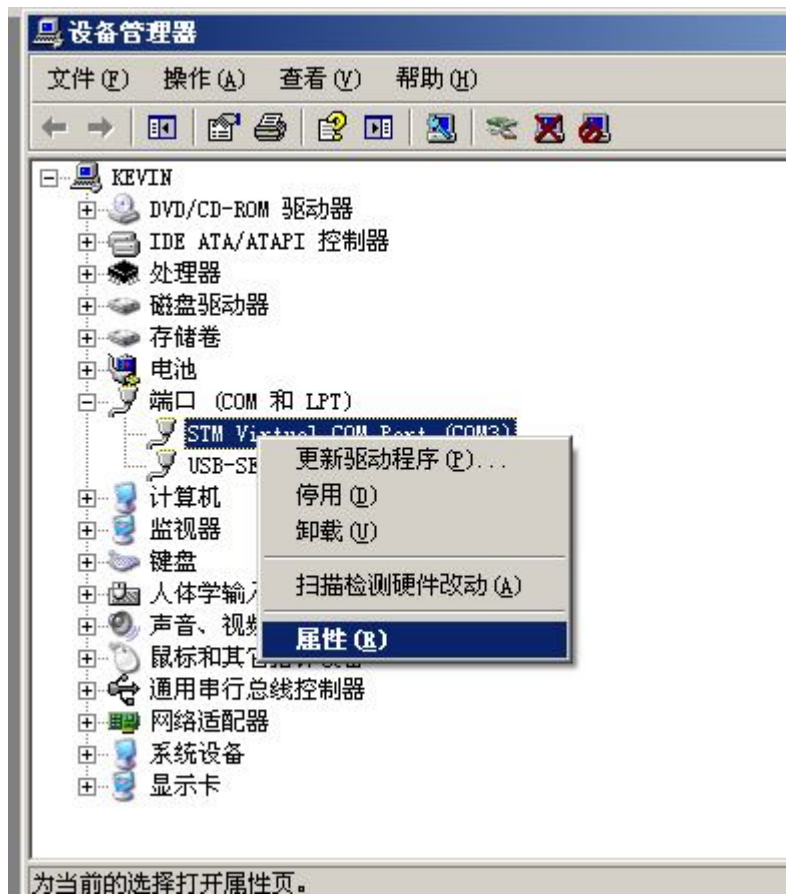 设备管理器
文件(F) 操作(A) 查看(V) 帮助(H)
KEVIN
DVD/CD-ROM 驱动器
IDE ATA/ATAPI 控制器
处理器
磁盘驱动器
存储卷
电池
端口 (COM 和 LPT)
STM Virtual COM Port (COM3)
USB-SE
更新驱动程序(P)...
停用(D)
卸载(U)
扫描检测硬件改动(A)
属性(R)
计算机
监视器
键盘
人体学输入
声音、视频
鼠标和其它指针设备
通用串行总线控制器
网络适配器
系统设备
显示卡
为当前的选择打开属性页。